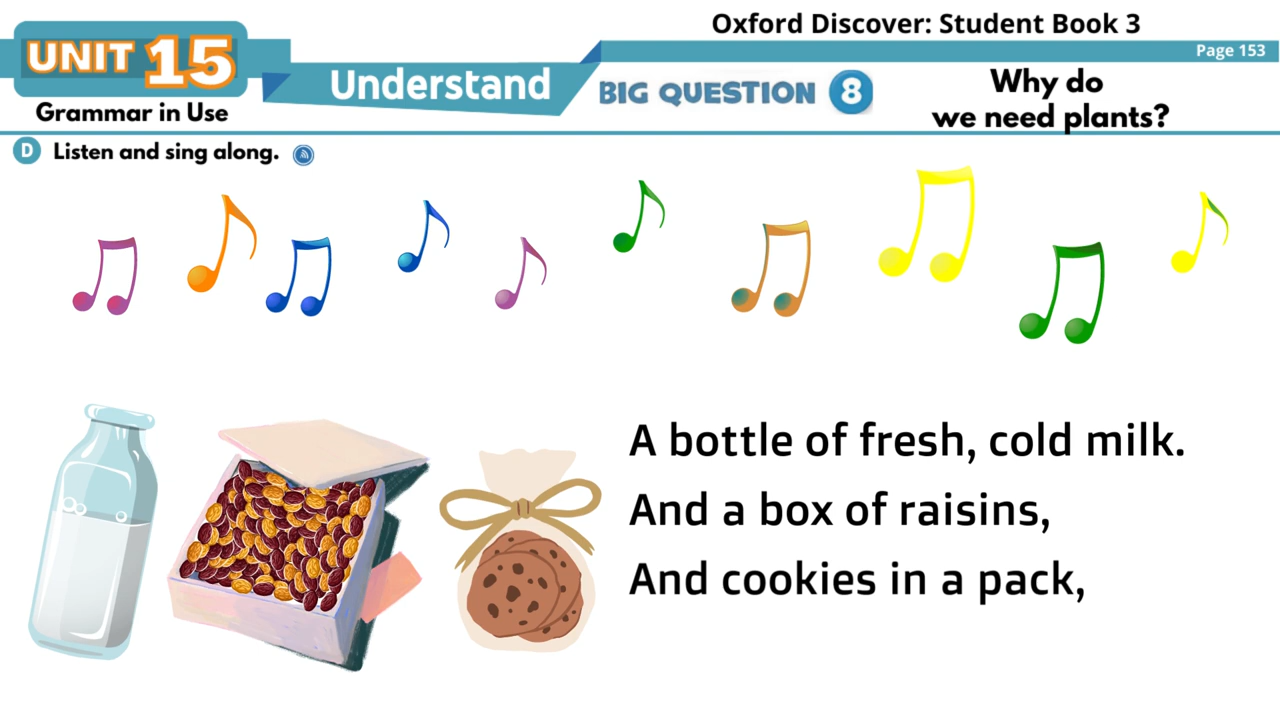 Oxford Discover: Student Book 3
Page 153
UNIT 15
Grammar in Use
Understand
BIG QUESTION 8
Why do
we need plants?
D Listen and sing along.
A bottle of fresh, cold milk.
And a box of raisins,
And cookies in a pack,